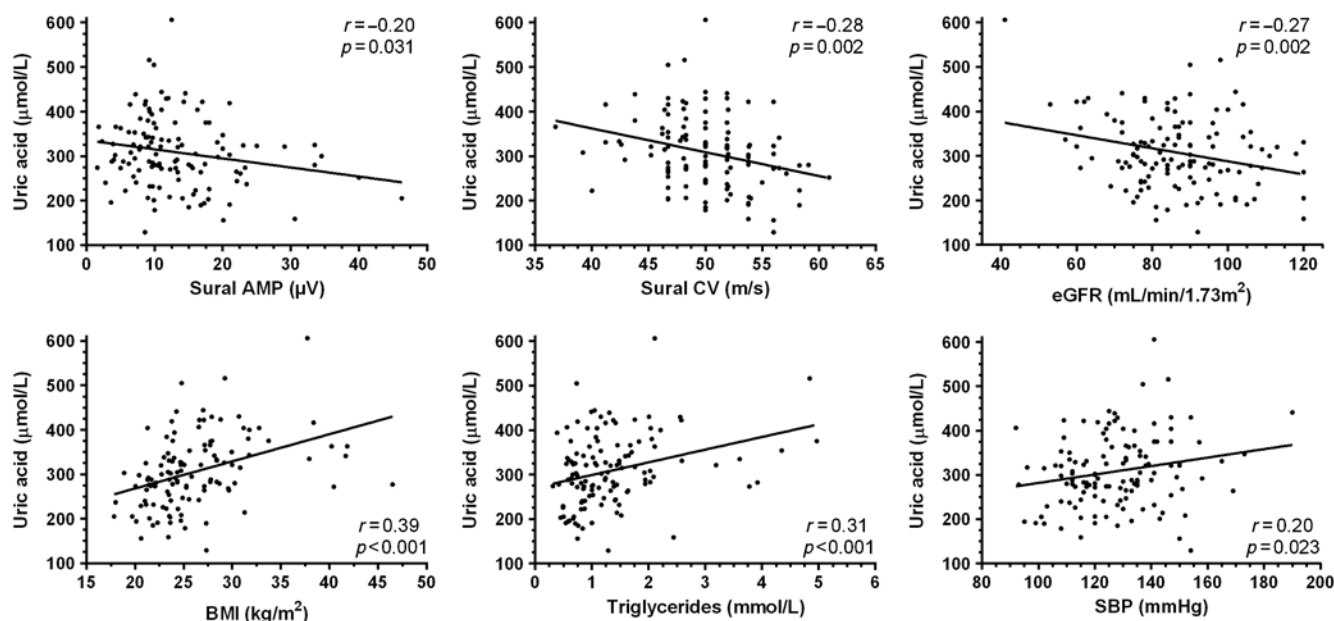 600
500
400
300
200
100
Uric acid (µmol/L)
r=−0.20
p=0.031
0 10 20 30 40 50
Sural AMP (µV)
600
500
400
300
200
100
Uric acid (µmol/L)
r=−0.28
p=0.002
35 40 45 50 55 60 65
Sural CV (m/s)
600
500
400
300
200
100
Uric acid (µmol/L)
r=−0.27
p=0.002
40 60 80 100 120
eGFR (mL/min/1.73m²)
600
500
400
300
200
100
Uric acid (µmol/L)
r=0.39
p<0.001
15 20 25 30 35 40 45 50
BMI (kg/m²)
600
500
400
300
200
100
Uric acid (µmol/L)
r=0.31
p<0.001
0 1 2 3 4 5 6
Triglycerides (mmol/L)
600
500
400
300
200
100
Uric acid (µmol/L)
r=0.20
p=0.023
80 100 120 140 160 180 200
SBP (mmHg)